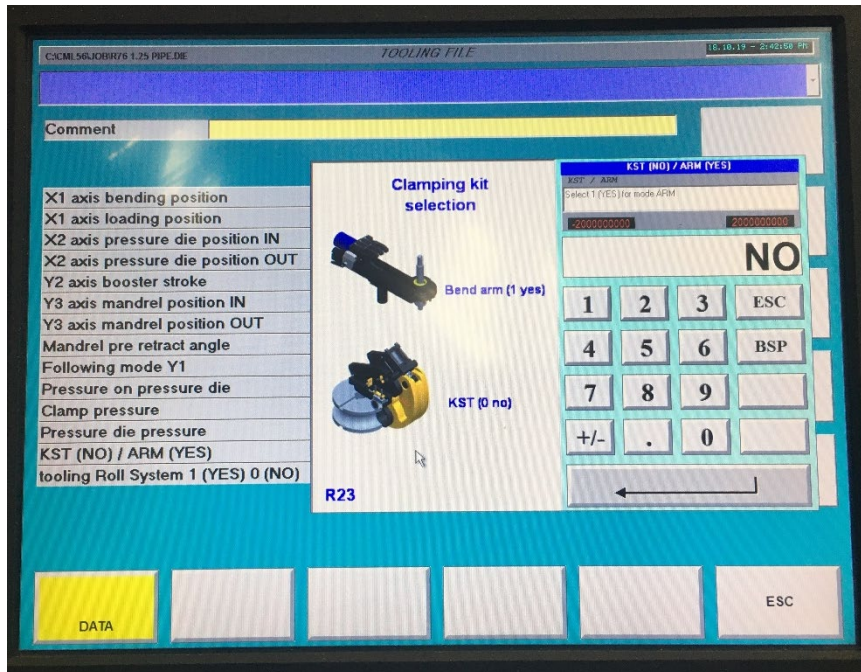 C:\CML56\JOB\R76 1.25 PIPE.DIE
TOOLING FILE
18.10.19 - 2:42:50 PM
Comment
X1 axis bending position
X1 axis loading position
X2 axis pressure die position IN
X2 axis pressure die position OUT
Y2 axis booster stroke
Y3 axis mandrel position IN
Y3 axis mandrel position OUT
Mandrel pre retract angle
Following mode Y1
Pressure on pressure die
Clamp pressure
Pressure die pressure
KST (NO) / ARM (YES)
tooling Roll System 1 (YES) 0 (NO)
Clamping kit
selection
Bend arm (1 yes)
KST (0 no)
R23
KST (NO) / ARM (YES)
KST / ARM
Select 1 (YES) for mode ARM
-2000000000
2000000000
NO
1 2 3 ESC
4 5 6 BSP
7 8 9
+/- . 0
DATA
ESC